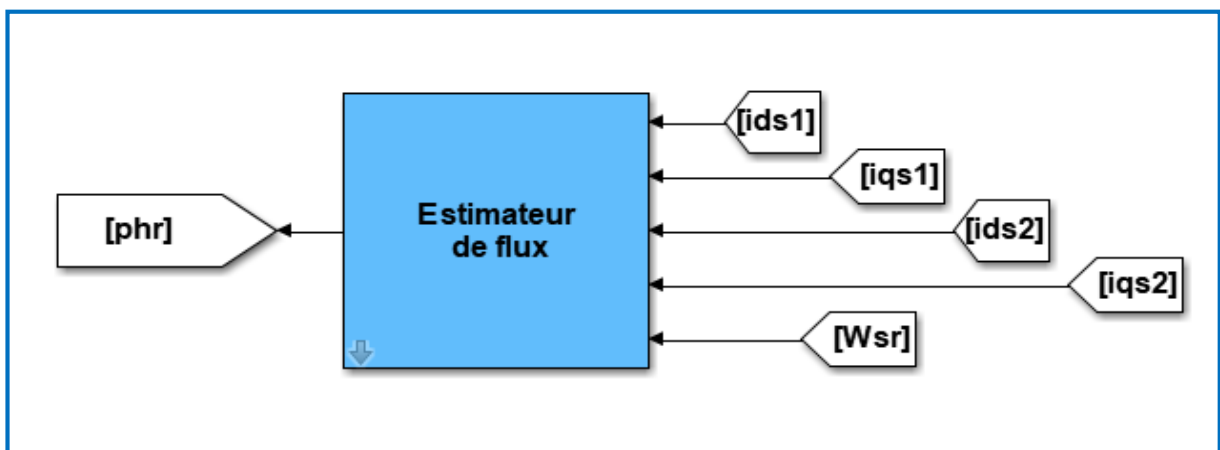 [ids1]
[iqs1]
Estimateur
de flux
[phr]
[ids2]
[iqs2]
[Wsr]